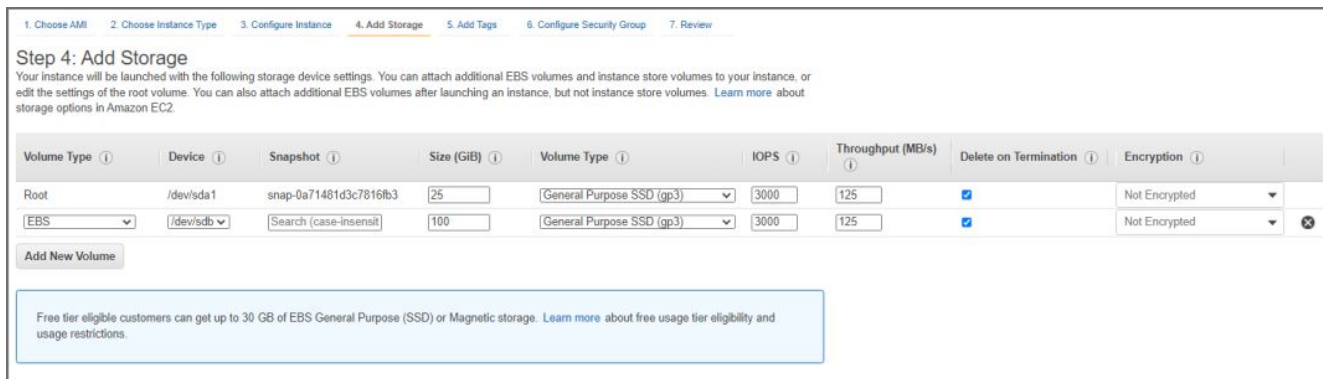 1. Choose AMI 2. Choose Instance Type 3. Configure Instance 4. Add Storage 5. Add Tags 6. Configure Security Group 7. Review
Step 4: Add Storage
Your instance will be launched with the following storage device settings. You can attach additional EBS volumes and instance store volumes to your instance, or
edit the settings of the root volume. You can also attach additional EBS volumes after launching an instance, but not instance store volumes. Learn more about
storage options in Amazon EC2.
Volume Type Device Snapshot Size (GiB) Volume Type IOPS Throughput (MB/s) Delete on Termination Encryption
Root /dev/sda1 snap-0a71481d3c7816fb3 25 General Purpose SSD (gp3) 3000 125 Not Encrypted
EBS /dev/sdb Search (case-insensit 100 General Purpose SSD (gp3) 3000 125 Not Encrypted
Add New Volume
Free tier eligible customers can get up to 30 GB of EBS General Purpose (SSD) or Magnetic storage. Learn more about free usage tier eligibility and
usage restrictions.